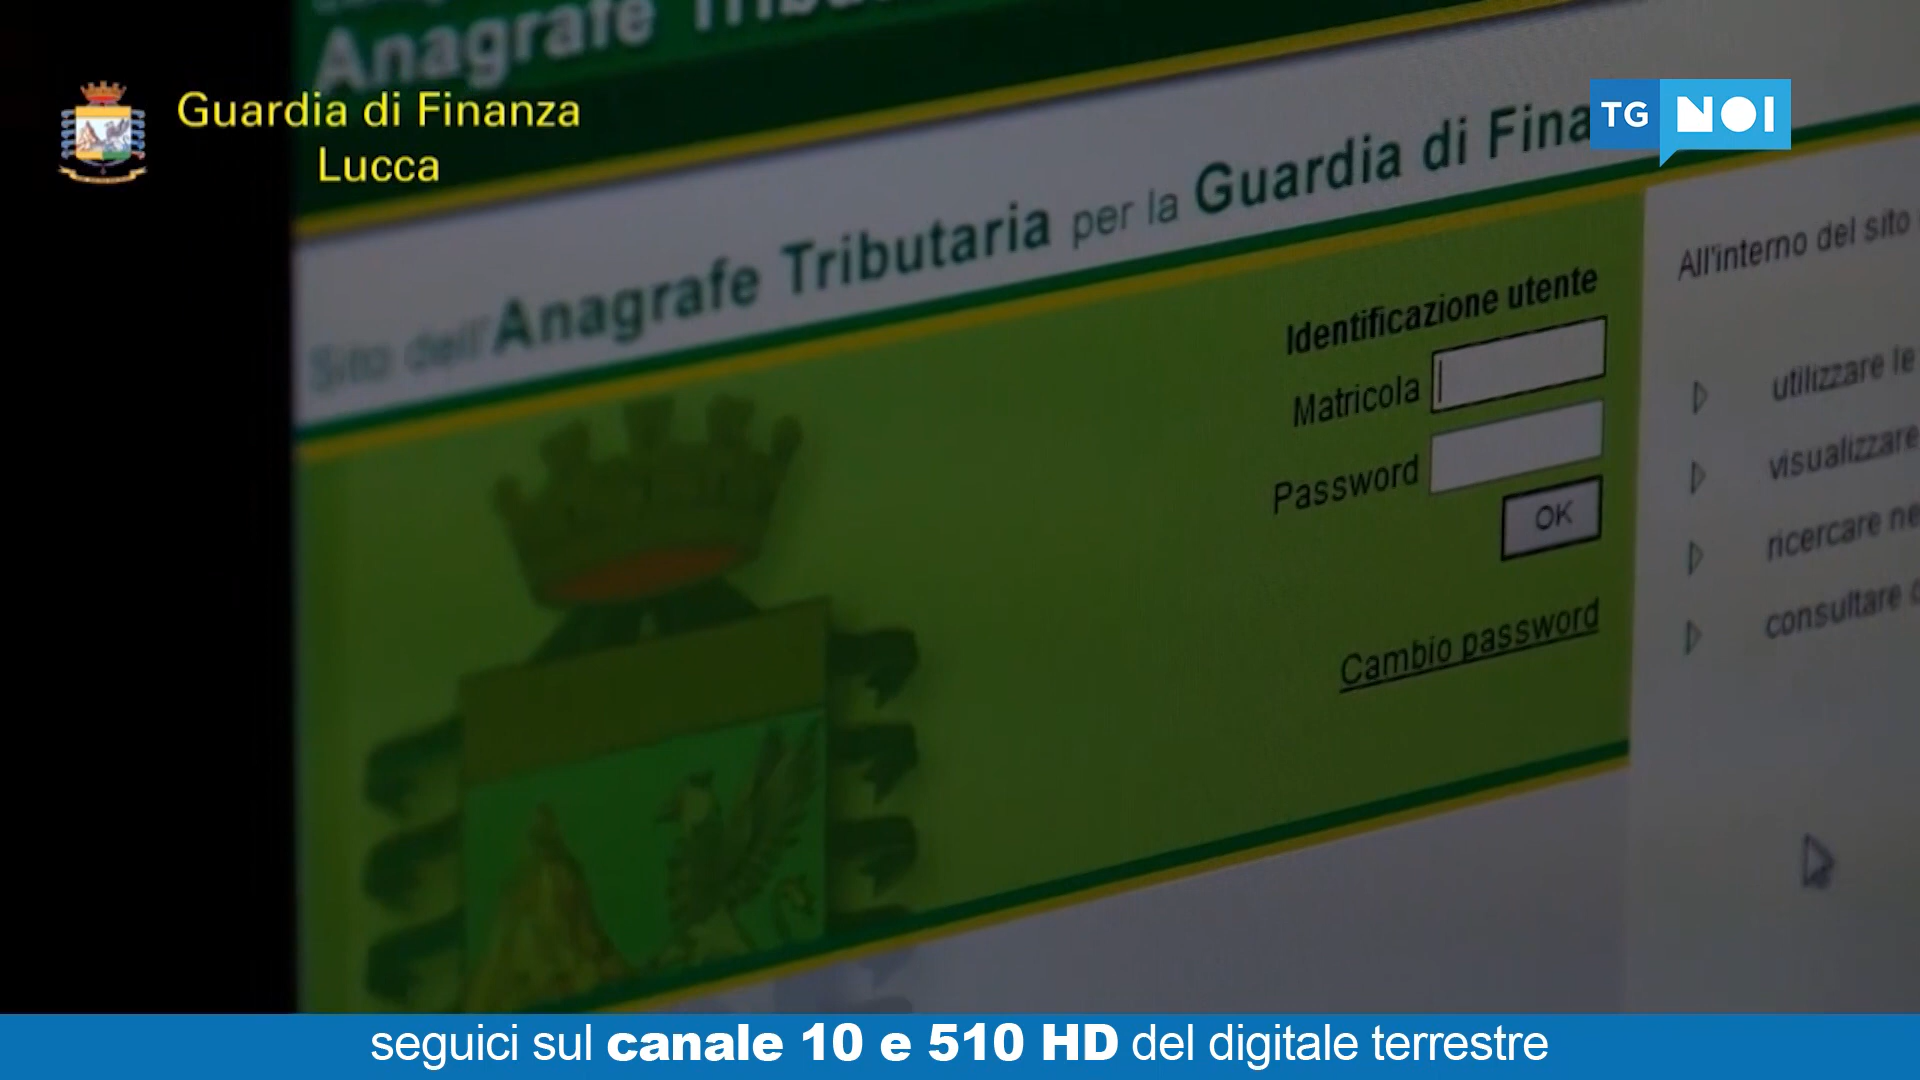 Anagrafe
Guardia di Finanza
Lucca
TG NOI
Sito dell'Anagrafe Tributaria per la Guardia di
All'interno del sito
Identificazione utente
Matricola
Password
OK
Cambio password
utilizzare le
visualizzare
ricercare
consultare
seguici sul canale 10 e 510 HD del digitale terrestre